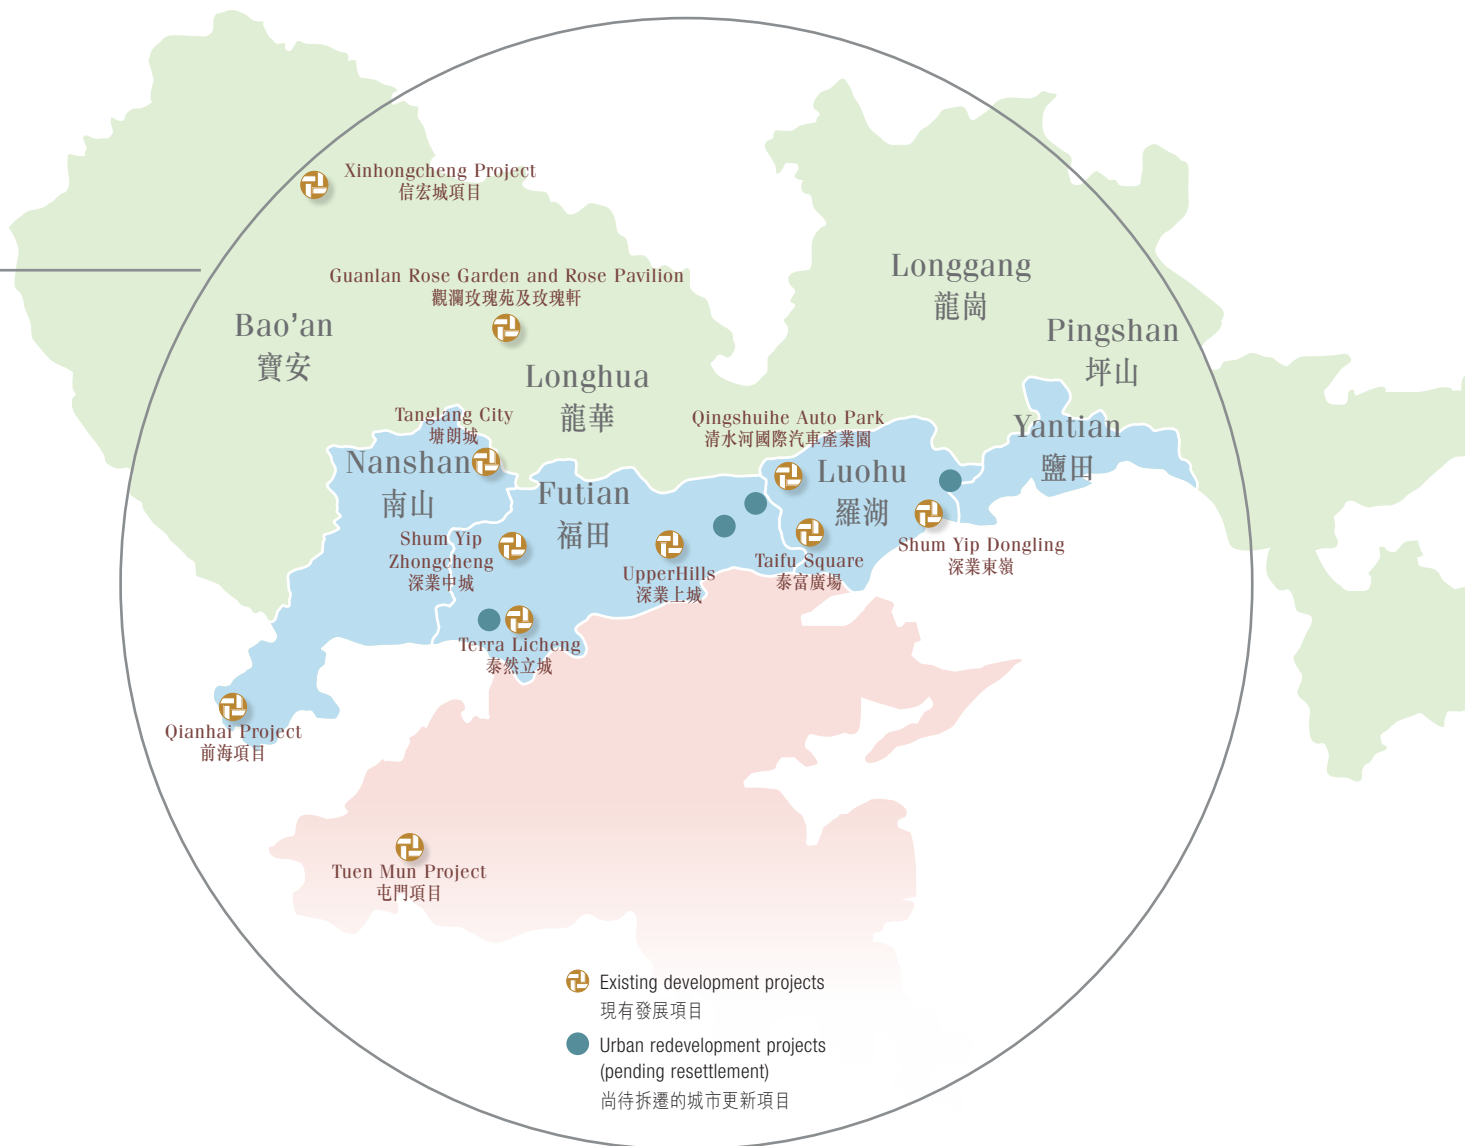 Xinhongcheng Project
信宏城項目
Guanlan Rose Garden and Rose Pavilion
觀瀾玫瑰苑及玫瑰軒
Longgang
龍崗
Bao’an
寶安
Pingshan
坪山
Longhua
龍華
Tanglang City
塘朗城
Qingshuihe Auto Park
清水河國際汽車產業園
Yantian
鹽田
Nanshan
南山
Futian
福田
Luohu
羅湖
Shum Yip
Zhongcheng
深業中城
UpperHills
深業上城
Taifu Square
泰富廣場
Shum Yip Dongling
深業東嶺
Terra Licheng
泰然立城
Qianhai Project
前海項目
Tuen Mun Project
屯門項目
Existing development projects
現有發展項目
Urban redevelopment projects
(pending resettlement)
尚待拆遷的城市更新項目